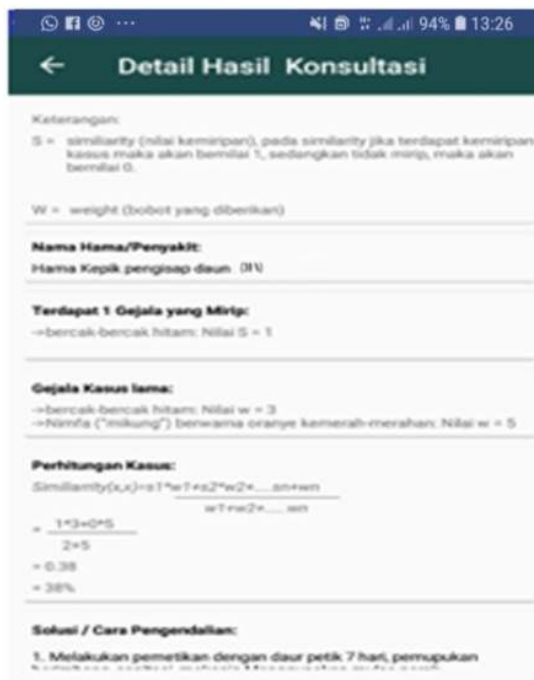 94% 13:26
Detail Hasil Konsultasi
Keterangan:
S = similiarity (nilai kemiripan), pada similarity jika terdapat kemiripan
kasus maka akan bernilai 1, sedangkan tidak mirip, maka akan
bernilai 0.
W = weight (bobot yang diberikan)
Nama Hama/Penyakit:
Hama Kepik pengisap daun
Terdapat 1 Gejala yang Mirip:
->bercak-bercak hitam: Nilai S = 1
Gejala Kasus lama:
->bercak-bercak hitam: Nilai w = 3
->Nimfa ("mikung") berwarna oranye kemerah-merahan: Nilai w = 5
Perhitungan Kasus:
= 1*3+0*5
= 0.38
= 38%
Solusi / Cara Pengendalian:
1. Melakukan pemetikan dengan daur petik 7 hari, pemupukan